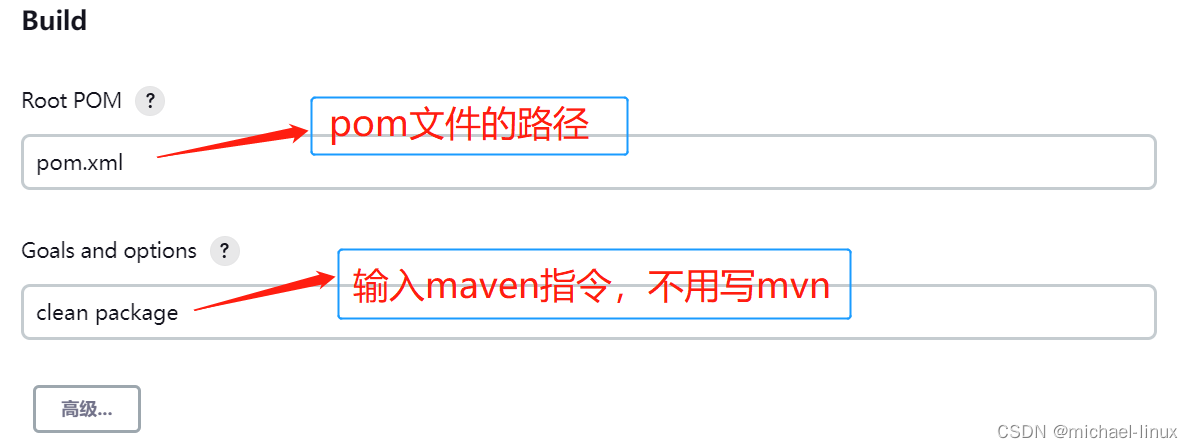 Build
Root POM ?
pom文件的路径
pom.xml
Goals and options ?
输入maven指令，不用写mvn
clean package
高级...
CSDN @michael-linux